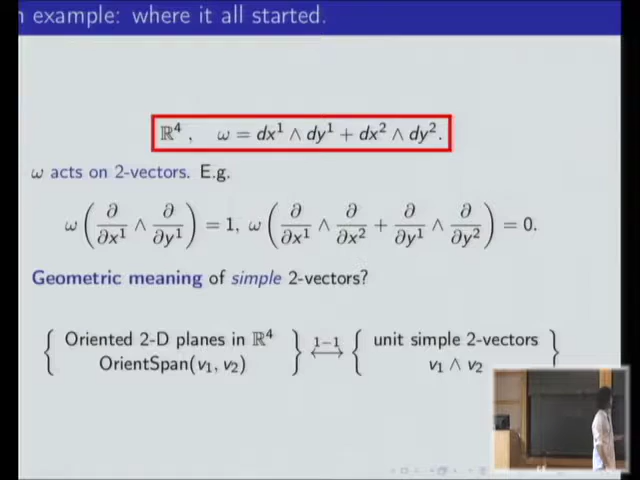 example: where it all started.
ℝ⁴ ,   ω = dx¹ ∧ dy¹ + dx² ∧ dy².
ω acts on 2-vectors. E.g.
ω(∂/∂x¹ ∧ ∂/∂y¹) = 1, ω(∂/∂x¹ ∧ ∂/∂x² + ∂/∂y¹ ∧ ∂/∂y²) = 0.
Geometric meaning of simple 2-vectors?
{ Oriented 2-D planes in ℝ⁴ } 1−1 ⟷ { unit simple 2-vectors }
OrientSpan(v₁, v₂)   v₁ ∧ v₂